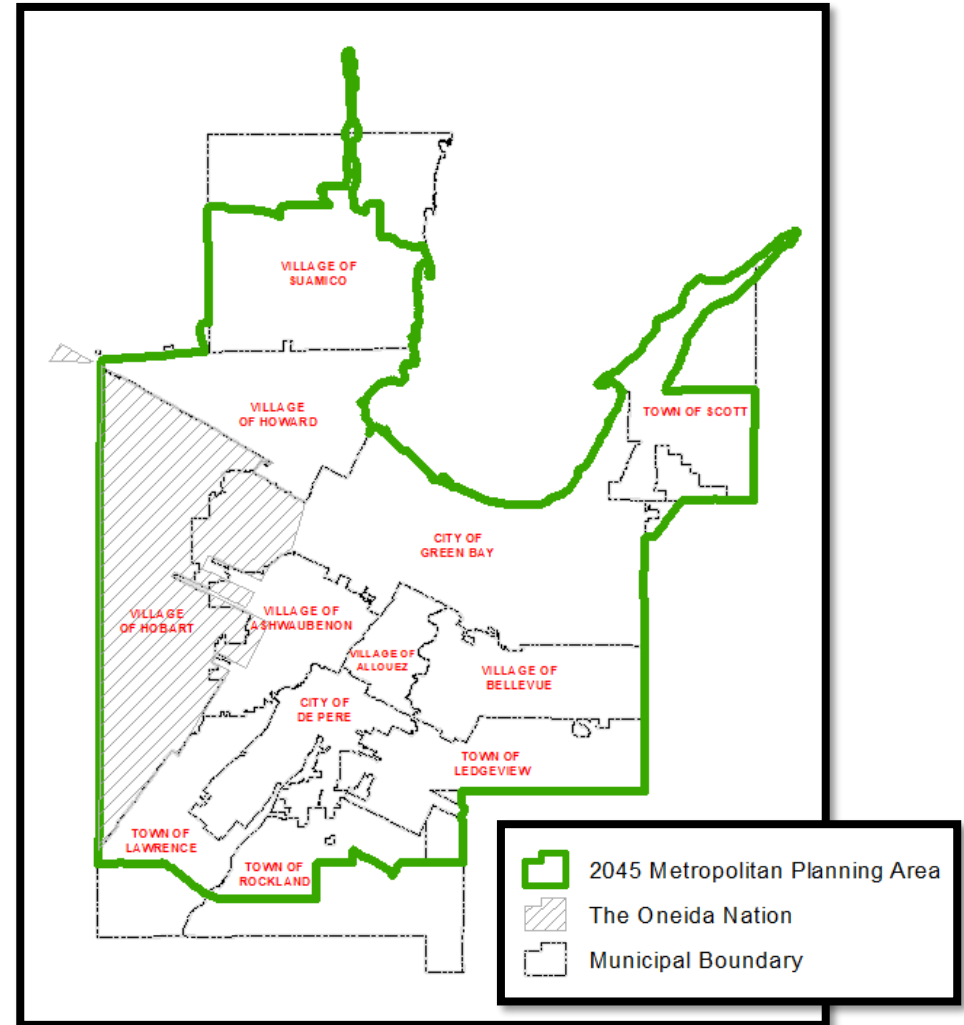 VILLAGE OF
SUAMICO
VILLAGE
OF HOWARD
TOWN OF SCOTT
CITY OF
GREEN BAY
VILLAGE
OF HOBART
VILLAGE OF
ASHWAUBENON
VILLAGE OF
ALLOUEZ
VILLAGE OF
BELLEVUE
CITY OF
DE PERE
TOWN OF
LEDGEVIEW
TOWN OF
LAWRENCE
TOWN OF
ROCKLAND
2045 Metropolitan Planning Area
The Oneida Nation
Municipal Boundary